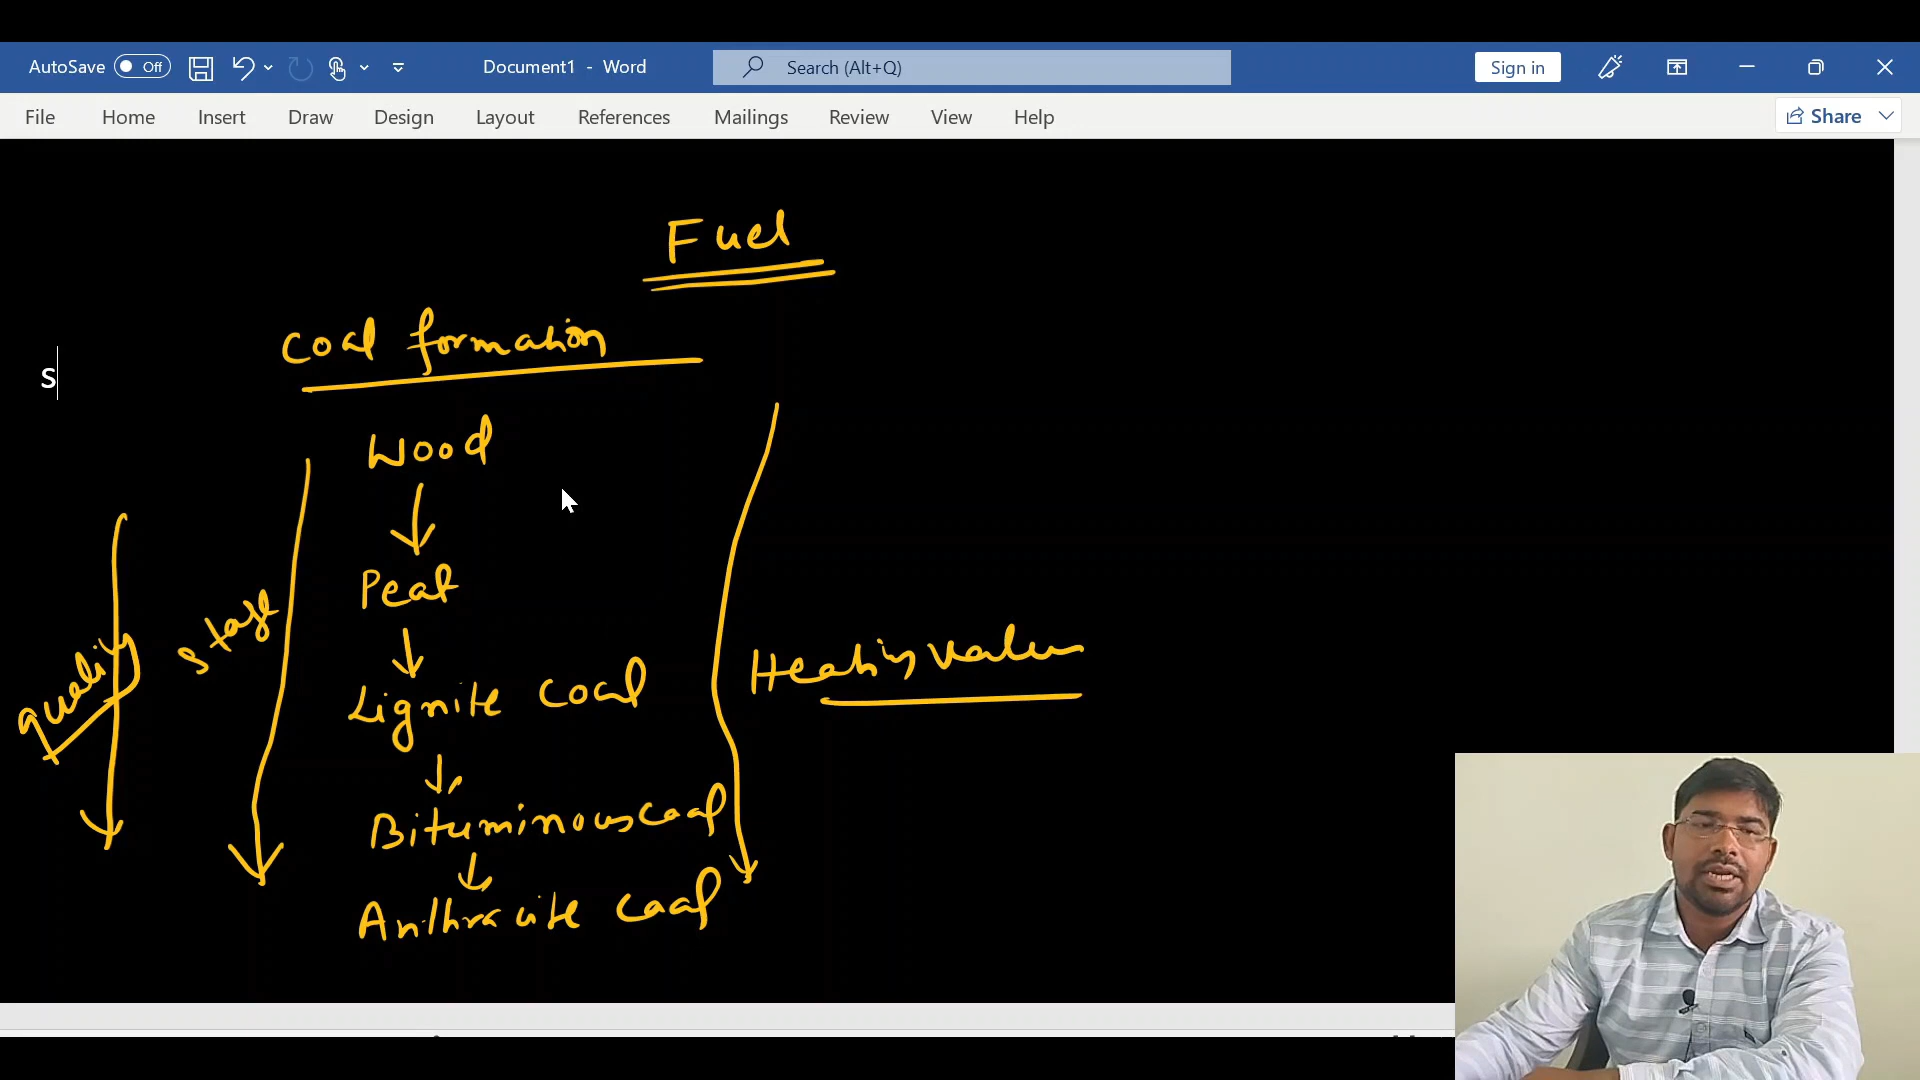 AutoSave Off Document1 - Word Search (Alt+Q) Sign in
File Home Insert Draw Design Layout References Mailings Review View Help Share
Fuel
Coal formation
s
Wood
Peat
stage
quality
Heating value
Lignite coal
Bituminous coal
Anthracite coal